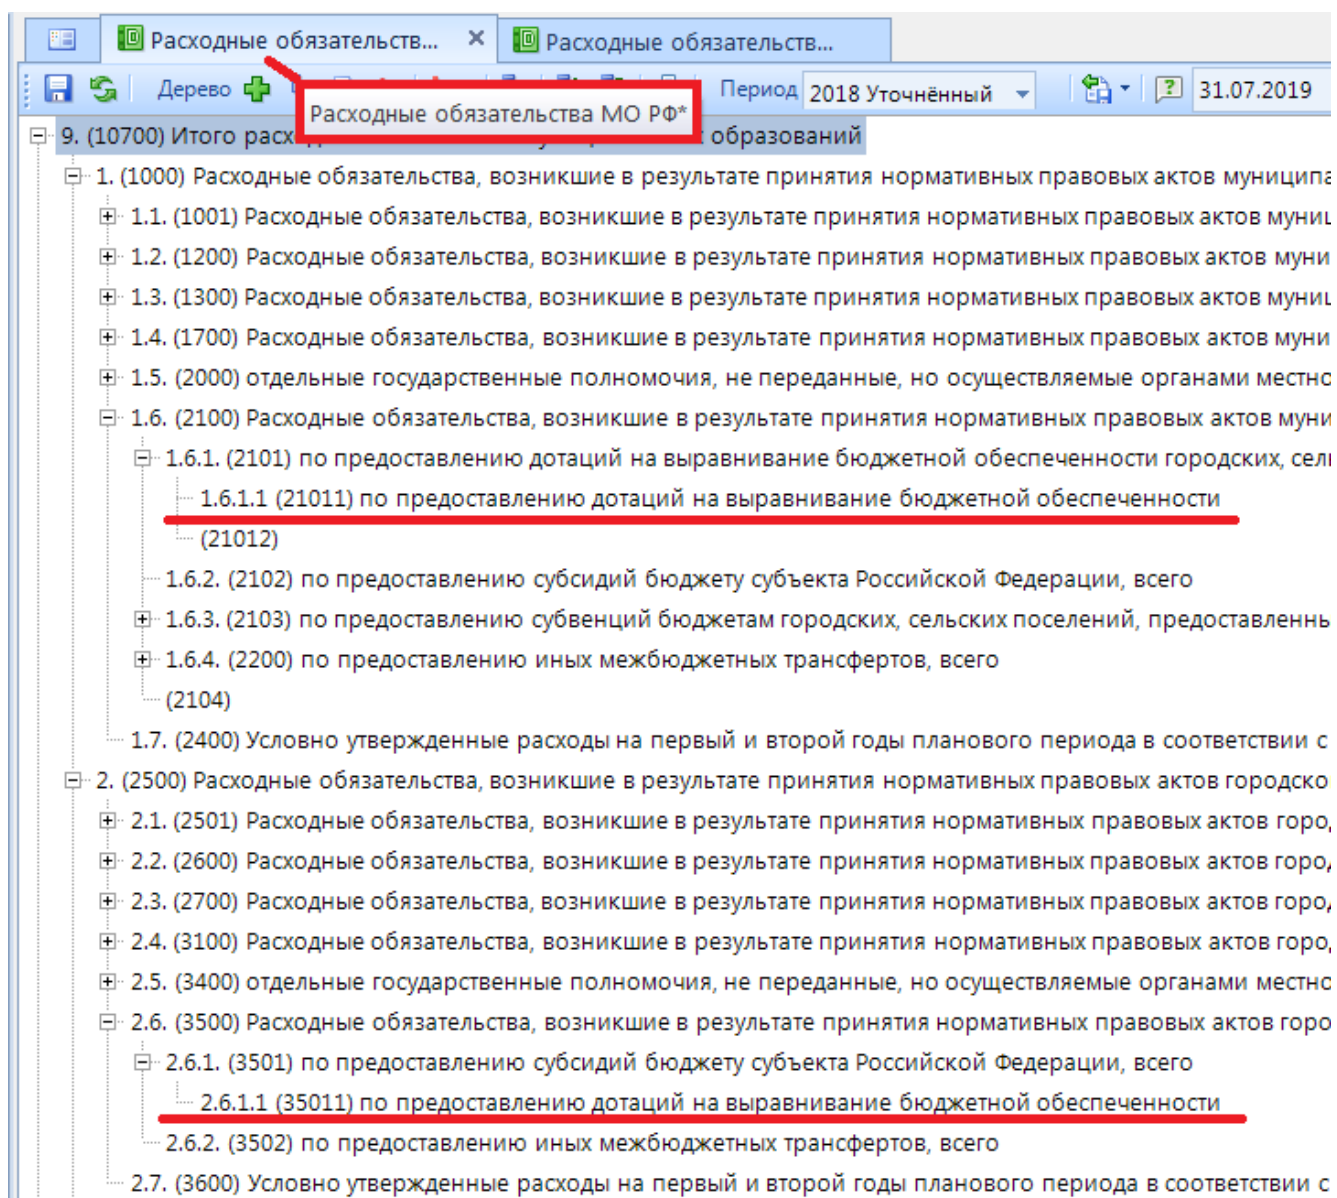 Расходные обязательств... ×
Расходные обязательств...
Дерево
Период
2018 Уточнённый
31.07.2019
Расходные обязательства МО РФ*
9. (10700) Итого образований
1. (1000) Расходные обязательства, возникшие в результате принятия нормативных правовых актов муниципа
1.1. (1001) Расходные обязательства, возникшие в результате принятия нормативных правовых актов муниц
1.2. (1200) Расходные обязательства, возникшие в результате принятия нормативных правовых актов муни
1.3. (1300) Расходные обязательства, возникшие в результате принятия нормативных правовых актов муниц
1.4. (1700) Расходные обязательства, возникшие в результате принятия нормативных правовых актов муни
1.5. (2000) отдельные государственные полномочия, не переданные, но осуществляемые органами местно
1.6. (2100) Расходные обязательства, возникшие в результате принятия нормативных правовых актов муни
1.6.1. (2101) по предоставлению дотаций на выравнивание бюджетной обеспеченности городских, сель
1.6.1.1 (21011) по предоставлению дотаций на выравнивание бюджетной обеспеченности
(21012)
1.6.2. (2102) по предоставлению субсидий бюджету субъекта Российской Федерации, всего
1.6.3. (2103) по предоставлению субвенций бюджетам городских, сельских поселений, предоставленнь
1.6.4. (2200) по предоставлению иных межбюджетных трансфертов, всего
(2104)
1.7. (2400) Условно утвержденные расходы на первый и второй годы планового периода в соответствии с
2. (2500) Расходные обязательства, возникшие в результате принятия нормативных правовых актов городско
2.1. (2501) Расходные обязательства, возникшие в результате принятия нормативных правовых актов город
2.2. (2600) Расходные обязательства, возникшие в результате принятия нормативных правовых актов город
2.3. (2700) Расходные обязательства, возникшие в результате принятия нормативных правовых актов город
2.4. (3100) Расходные обязательства, возникшие в результате принятия нормативных правовых актов город
2.5. (3400) отдельные государственные полномочия, не переданные, но осуществляемые органами местно
2.6. (3500) Расходные обязательства, возникшие в результате принятия нормативных правовых актов горо
2.6.1. (3501) по предоставлению субсидий бюджету субъекта Российской Федерации, всего
2.6.1.1 (35011) по предоставлению дотаций на выравнивание бюджетной обеспеченности
2.6.2. (3502) по предоставлению иных межбюджетных трансфертов, всего
2.7. (3600) Условно утвержденные расходы на первый и второй годы планового периода в соответствии с